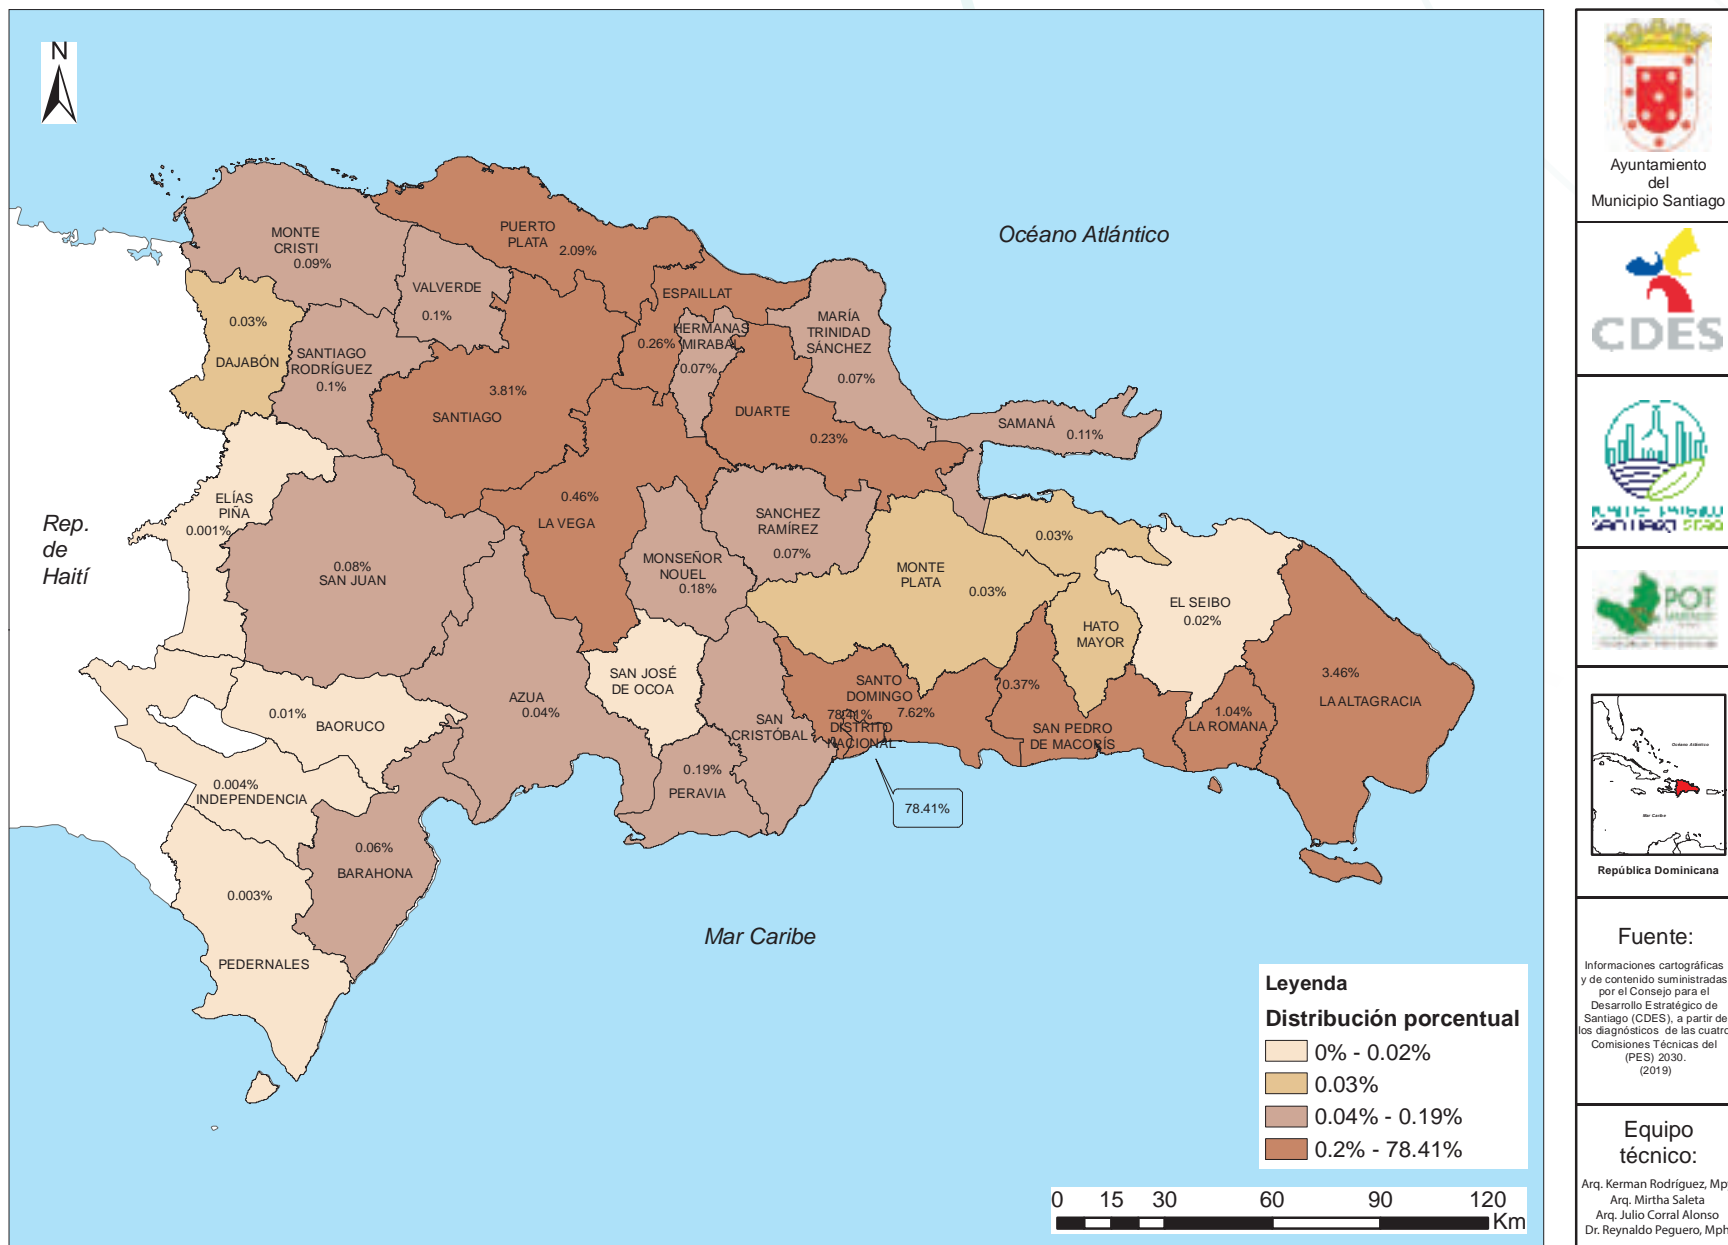 N
Océano Atlántico
Rep.
de
Haití
Mar Caribe
MONTE
CRISTI
0.09%
PUERTO
PLATA
2.09%
VALVERDE
0.1%
ESPAILLAT
0.26%
HERMANAS
MIRABAL
0.07%
MARÍA
TRINIDAD
SÁNCHEZ
0.07%
0.03%
DAJABÓN
SANTIAGO
RODRÍGUEZ
0.1%
3.81%
SANTIAGO
DUARTE
0.23%
SAMANÁ
0.11%
ELÍAS
PIÑA
0.001%
0.46%
LA VEGA
SANCHEZ
RAMÍREZ
0.07%
0.08%
SAN JUAN
MONSEÑOR
NOUEL
0.18%
MONTE
PLATA
0.03%
0.03%
HATO
MAYOR
EL SEIBO
0.02%
SAN JOSÉ
DE OCOA
AZUA
0.04%
0.01%
BAORUCO
SANTO
DOMINGO
7.62%
78.41%
DISTRITO
NACIONAL
78.41%
0.37%
SAN PEDRO
DE MACORÍS
1.04%
LA ROMANA
3.46%
LA ALTAGRACIA
SAN
CRISTÓBAL
0.19%
PERAVIA
0.004%
INDEPENDENCIA
0.06%
BARAHONA
0.003%
PEDERNALES
Leyenda
Distribución porcentual
0% - 0.02%
0.03%
0.04% - 0.19%
0.2% - 78.41%
0 15 30 60 90 120
Km
Ayuntamiento
del
Municipio Santiago
CDES
POT
Océano Atlántico
Mar Caribe
República Dominicana
Fuente:
Informaciones cartográficas
y de contenido suministradas
por el Consejo para el
Desarrollo Estratégico de
Santiago (CDES), a partir de
los diagnósticos de las cuatro
Comisiones Técnicas del
(PES) 2030.
(2019)
Equipo
técnico:
Arq. Kerman Rodríguez, Mp
Arq. Mirtha Saleta
Arq. Julio Corral Alonso
Dr. Reynaldo Peguero, Mph